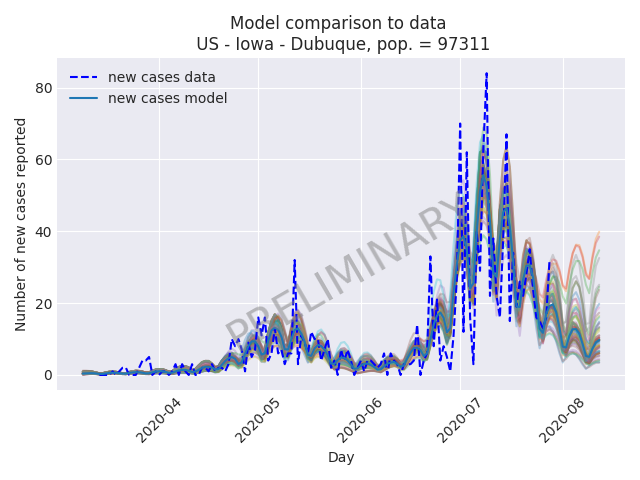 Model comparison to data
US - Iowa - Dubuque, pop. = 97311
new cases data
new cases model
PRELIMINARY
Number of new cases reported
80
60
40
20
0
2020-04
2020-05
2020-06
2020-07
2020-08
Day